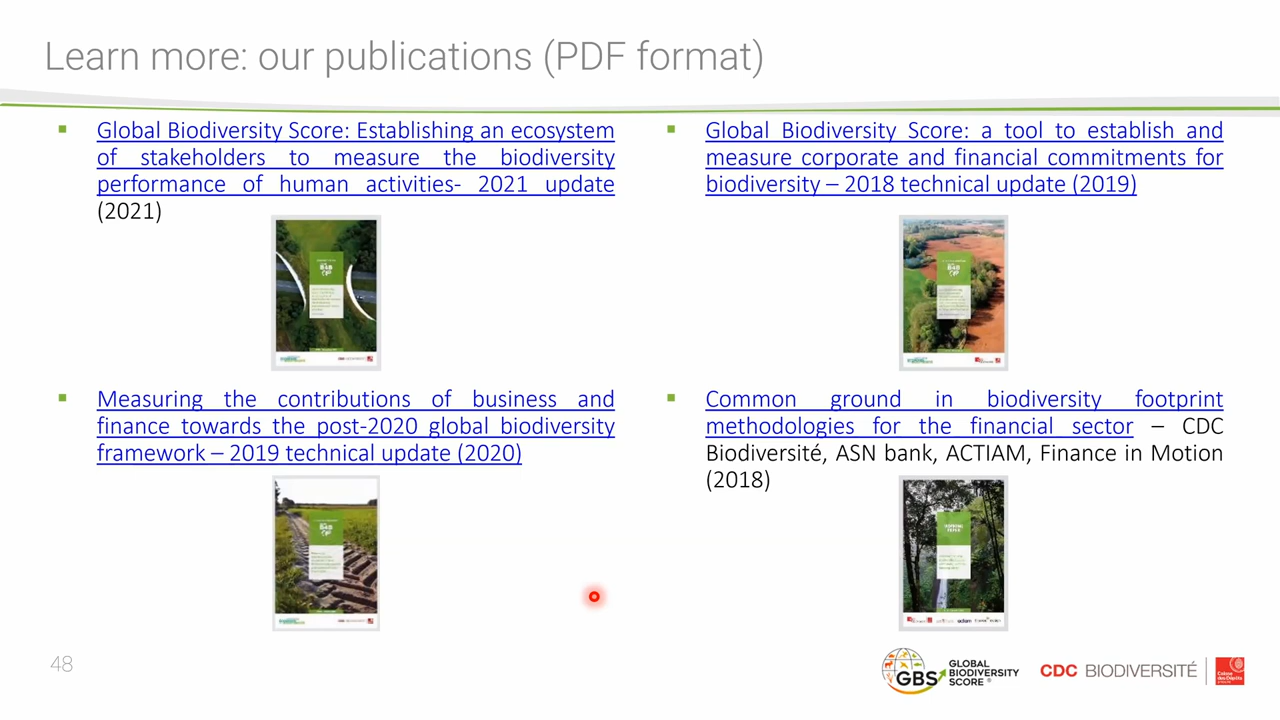 Learn more: our publications (PDF format)
Global Biodiversity Score: Establishing an ecosystem
of stakeholders to measure the biodiversity
performance of human activities- 2021 update
(2021)
Measuring the contributions of business and
finance towards the post-2020 global biodiversity
framework – 2019 technical update (2020)
Global Biodiversity Score: a tool to establish and
measure corporate and financial commitments for
biodiversity – 2018 technical update (2019)
Common ground in biodiversity footprint
methodologies for the financial sector – CDC
Biodiversité, ASN bank, ACTIAM, Finance in Motion
(2018)
48
GBS
GLOBAL
BIODIVERSITY
SCORE ®
CDC BIODIVERSITÉ
Caisse
des Dépôts